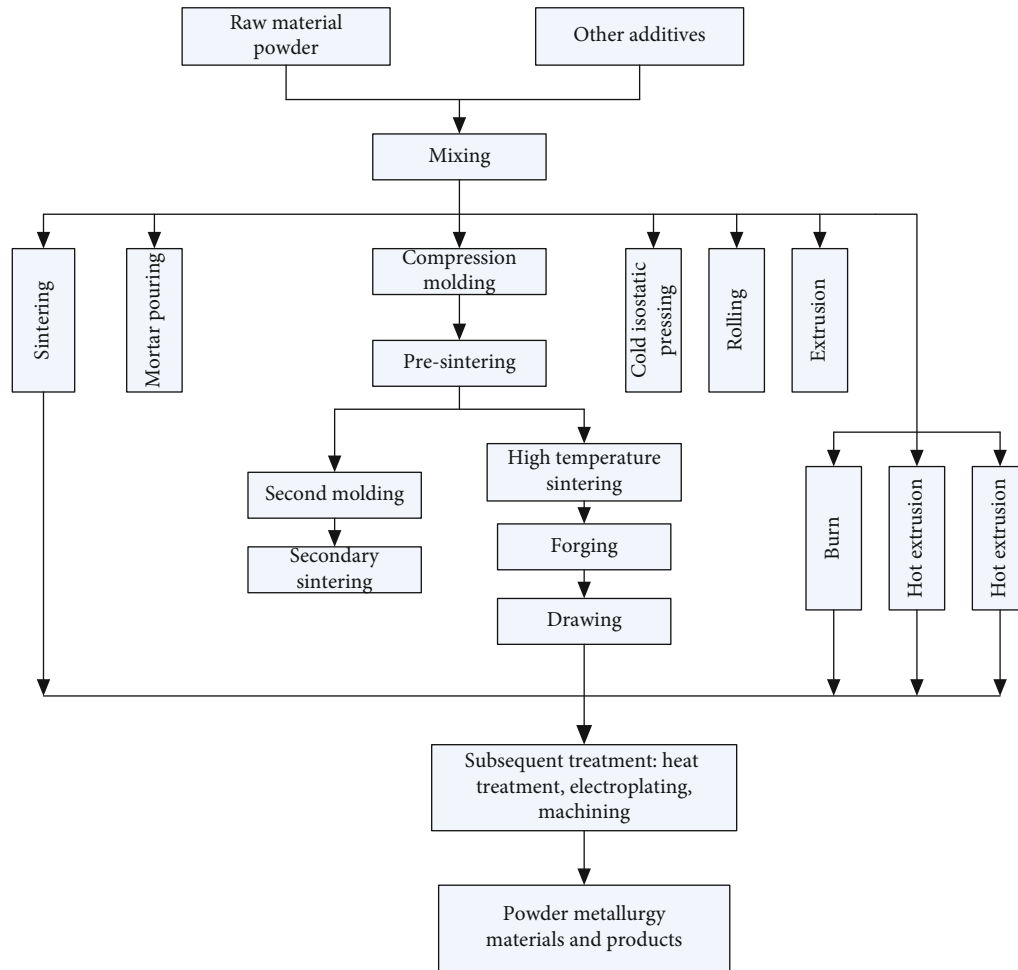 Raw material
powder
Other additives
Mixing
Sintering
Mortar pouring
Compression
molding
Cold isostatic
pressing
Rolling
Extrusion
Pre-sintering
Second molding
High temperature
sintering
Secondary
sintering
Forging
Drawing
Burn
Hot extrusion
Hot extrusion
Subsequent treatment: heat
treatment, electroplating,
machining
Powder metallurgy
materials and products